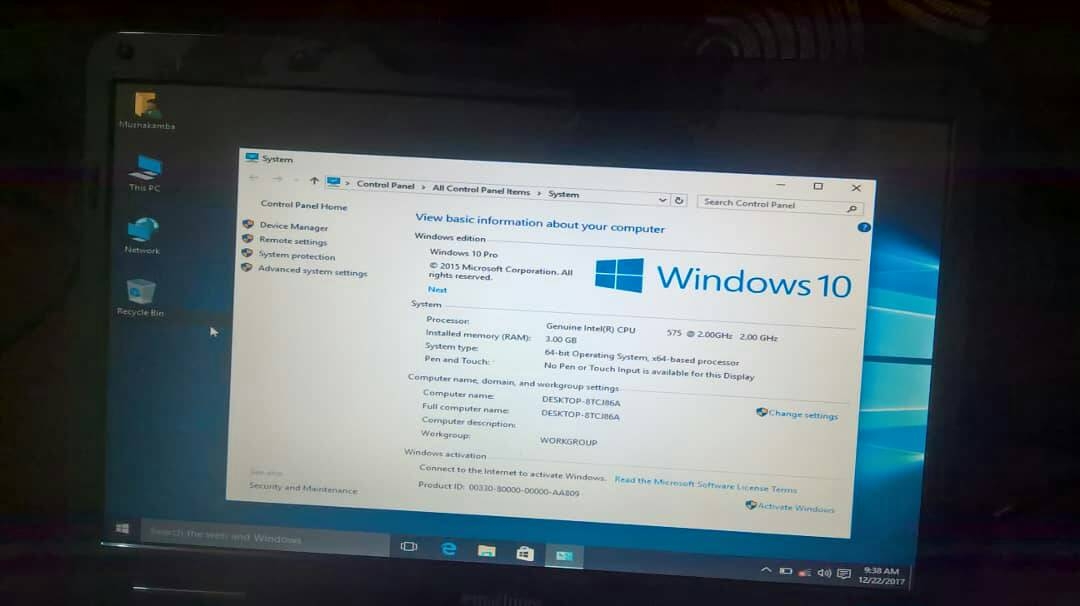 Muzhakamba
This PC
Network
Recycle Bin
System
Control Panel > All Control Panel Items > System
Search Control Panel
Control Panel Home
Device Manager
Remote settings
System protection
Advanced system settings
See also
Security and Maintenance
View basic information about your computer
Windows edition
Windows 10 Pro
© 2015 Microsoft Corporation. All
rights reserved.
Next
Windows 10
System
Processor: Genuine Intel(R) CPU 575 @ 2.00GHz 2.00 GHz
Installed memory (RAM): 3.00 GB
System type: 64-bit Operating System, x64-based processor
Pen and Touch: No Pen or Touch Input is available for this Display
Computer name, domain, and workgroup settings
Computer name: DESKTOP-8TCJ86A
Full computer name: DESKTOP-8TCJ86A
Computer description:
Workgroup: WORKGROUP
Change settings
Windows activation
Connect to the Internet to activate Windows. Read the Microsoft Software License Terms
Product ID: 00330-80000-00000-AA809
Activate Windows
Search the web and Windows
9:38 AM
12/22/2017